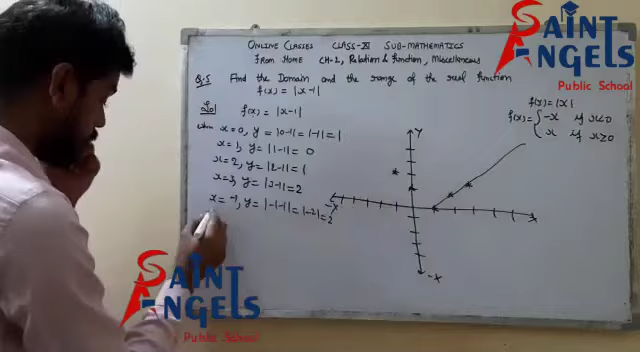 ONLINE CLASSES CLASS-XI SUB-MATHEMATICS
FROM HOME CH-2, Relation & function, Miscellaneous
Q.5 Find the Domain and the range of the real function
f(x) = |x-1|
Sol f(x) = |x-1|
when x=0, y = |0-1| = |-1| = 1
x=1, y = |1-1| = 0
x=2, y = |2-1| = 1
x=3, y = |3-1| = 2
x=-1, y = |-1-1| = |-2| = 2
f(x) = |x|
f(x) = { -x if x<0
x if x≥0
Y
-X
X
-X
SAINT
ANGELS
Public School
SAINT
ANGELS
Public School